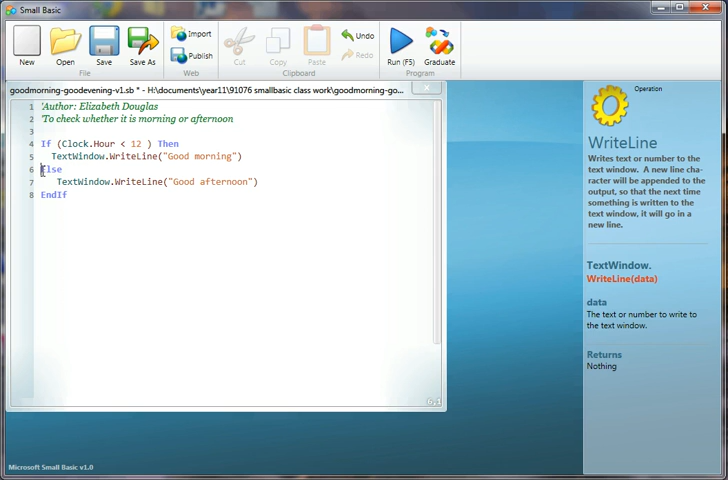 Small Basic
New
Open
Save
Save As
Import
Publish
Cut
Copy
Paste
Undo
Redo
Run (F5)
Graduate
File
Web
Clipboard
Program
goodmorning-goodevening-v1.sb * - H:\documents\year11\91076 smallbasic class work\goodmorning-go...
1 'Author: Elizabeth Douglas
2 'To check whether it is morning or afternoon
3
4 If (Clock.Hour < 12 ) Then
5 TextWindow.WriteLine("Good morning")
6 Else
7 TextWindow.WriteLine("Good afternoon")
8 EndIf
6,1
Operation
WriteLine
Writes text or number to the
text window. A new line cha-
racter will be appended to the
output, so that the next time
something is written to the
text window, it will go in a
new line.
TextWindow.
WriteLine(data)
data
The text or number to write to
the text window.
Returns
Nothing
Microsoft Small Basic v1.0